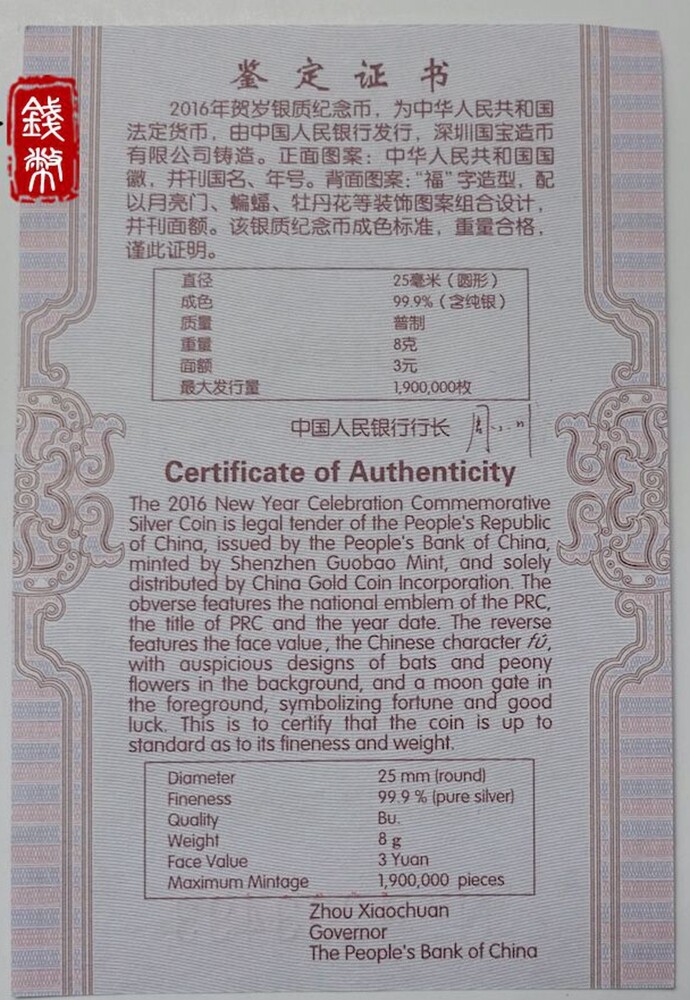 錢幣
鉴定证书
2016年贺岁银质纪念币，为中华人民共和国
法定货币，由中国人民银行发行，深圳国宝造币
有限公司铸造。正面图案：中华人民共和国国
徽，并刊国名、年号。背面图案：“福”字造型，配
以月亮门、蝙蝠、牡丹花等装饰图案组合设计，
并刊面额。该银质纪念币成色标准，重量合格，
谨此证明。
直径 25毫米（圆形）
成色 99.9%（含纯银）
质量 普制
重量 8克
面额 3元
最大发行量 1,900,000枚
中国人民银行行长 周小川
Certificate of Authenticity
The 2016 New Year Celebration Commemorative
Silver Coin is legal tender of the People's Republic
of China, issued by the People's Bank of China,
minted by Shenzhen Guobao Mint, and solely
distributed by China Gold Coin Incorporation. The
obverse features the national emblem of the PRC,
the title of PRC and the year date. The reverse
features the face value, the Chinese character fú,
with auspicious designs of bats and peony
flowers in the background, and a moon gate in
the foreground, symbolizing fortune and good
luck. This is to certify that the coin is up to
standard as to its fineness and weight.
Diameter 25 mm (round)
Fineness 99.9 % (pure silver)
Quality Bu.
Weight 8 g
Face Value 3 Yuan
Maximum Mintage 1,900,000 pieces
Zhou Xiaochuan
Governor
The People's Bank of China